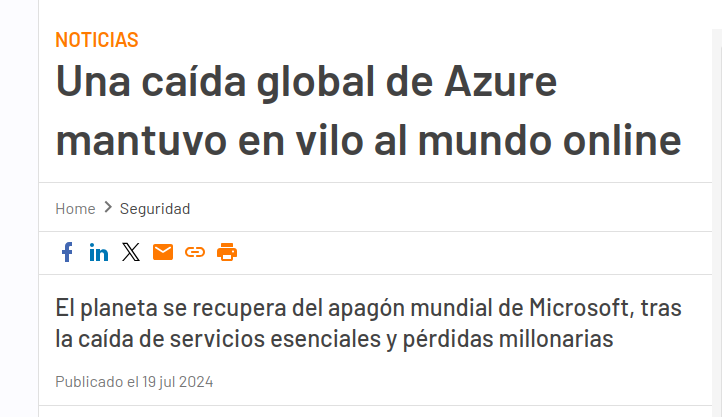 NOTICIAS
Una caída global de Azure
mantuvo en vilo al mundo online
Home > Seguridad
El planeta se recupera del apagón mundial de Microsoft, tras
la caída de servicios esenciales y pérdidas millonarias
Publicado el 19 jul 2024